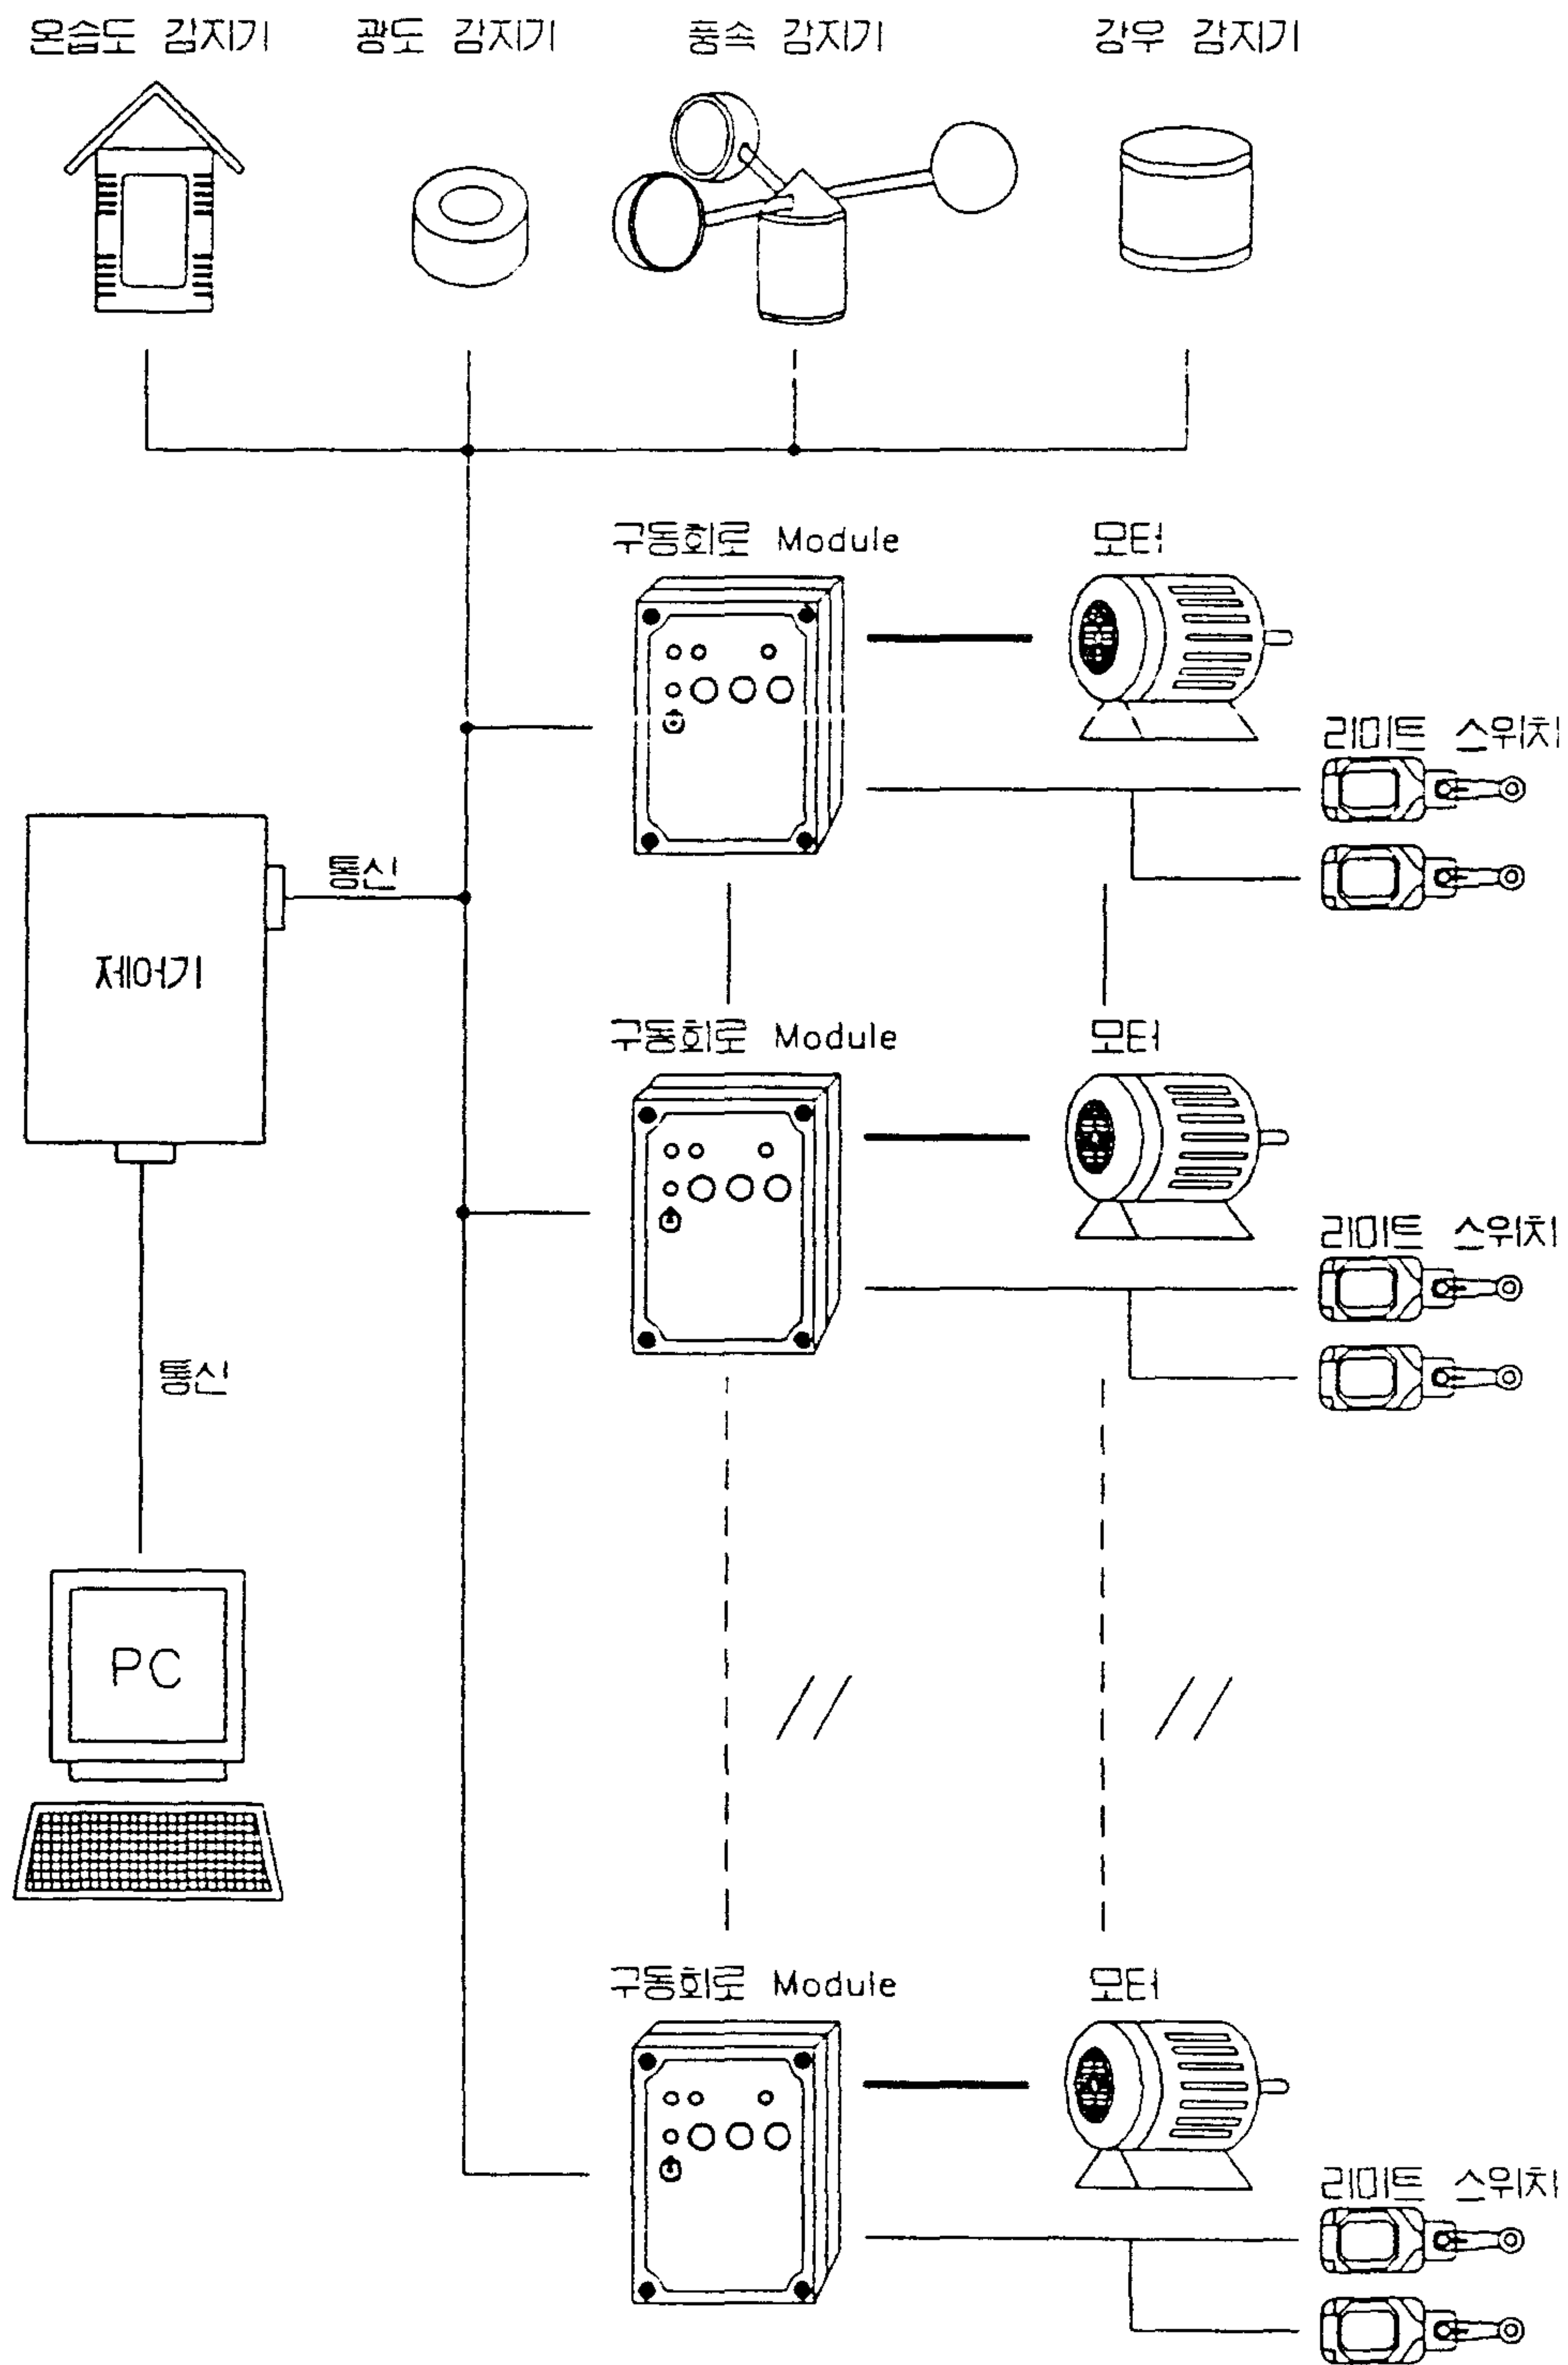 온습도 감지기
광도 감지기
풍속 감지기
강우 감지기
구동회로 Module
모터
리미트 스위치
통신
제어기
구동회로 Module
모터
리미트 스위치
통신
PC
구동회로 Module
모터
리미트 스위치